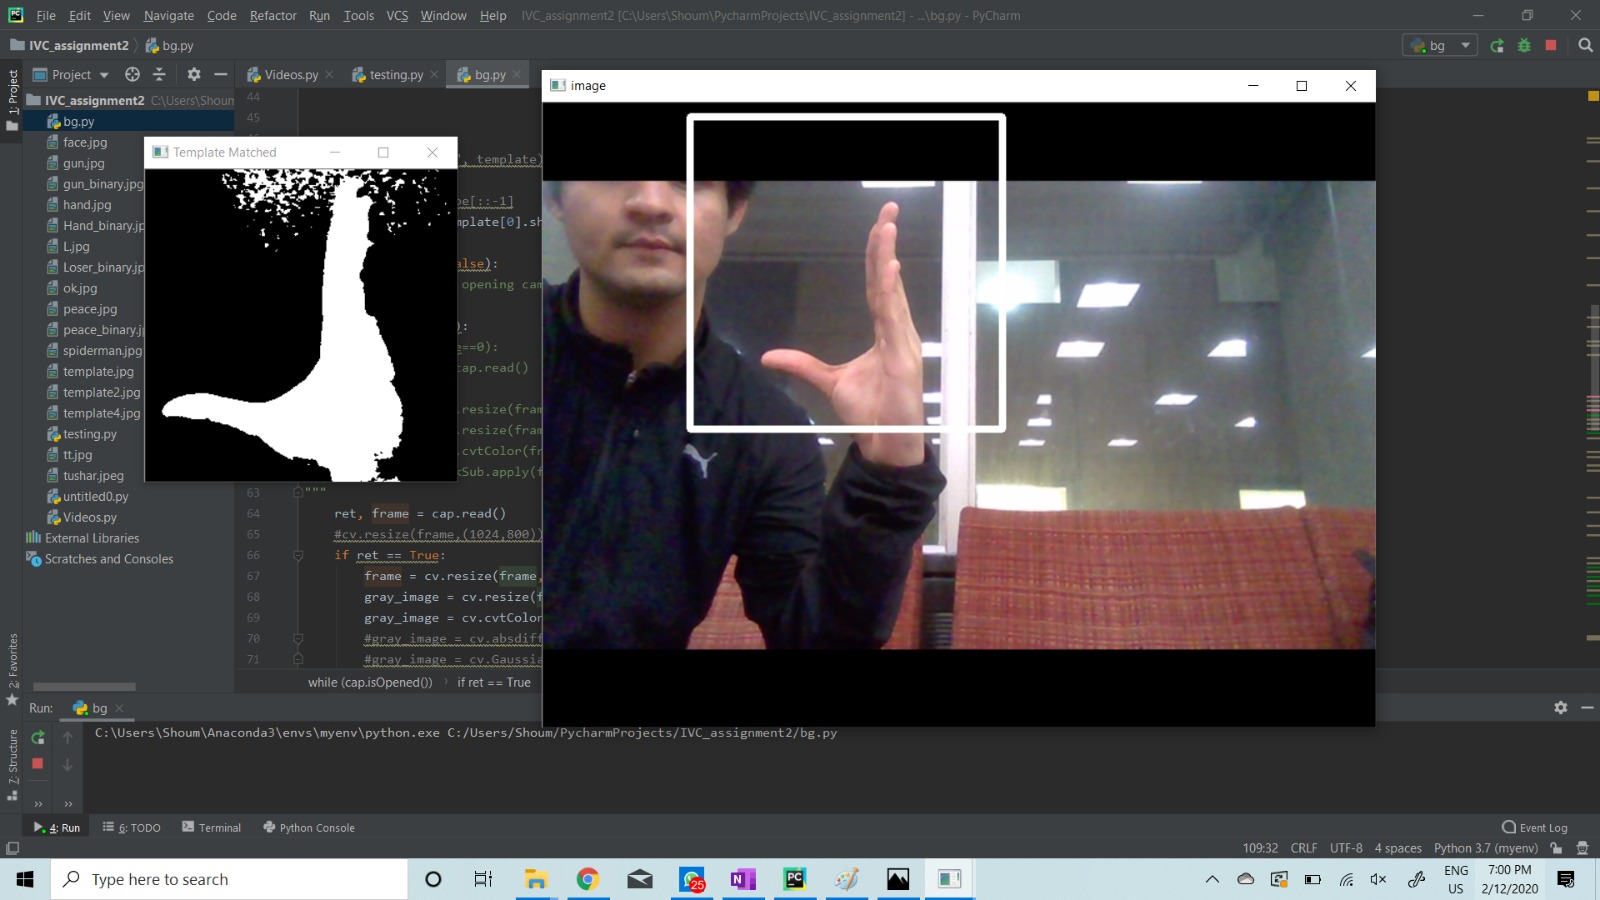 File Edit View Navigate Code Refactor Run Tools VCS Window Help IVC_assignment2 [C:\Users\Shoum\PycharmProjects\IVC_assignment2] - ...\bg.py - PyCharm
IVC_assignment2 bg.py bg
1: Project
Project
Videos.py testing.py bg.py
IVC_assignment2 C:\Users\Shoum
bg.py
face.jpg
gun.jpg
gun_binary.jpg
hand.jpg
Hand_binary.jp
L.jpg
Loser_binary.jp
ok.jpg
peace.jpg
peace_binary.j
spiderman.jpg
template.jpg
template2.jpg
template4.jpg
testing.py
tt.jpg
tushar.jpeg
untitled0.py
Videos.py
External Libraries
Scratches and Consoles
2: Favorites
7: Structure
Template Matched
image
44
45
, template)
pe[::-1]
mplate[0].sh
alse):
opening cam
):
e==0):
cap.read()
.resize(fram
.resize(fram
.cvtColor(fr
kSub.apply(f
63 """
64 ret, frame = cap.read()
65 #cv.resize(frame,(1024,800))
66 if ret == True:
67 frame = cv.resize(frame,
68 gray_image = cv.resize(f
69 gray_image = cv.cvtColor
70 #gray_image = cv.absdiff
71 #gray_image = cv.Gaussia
while (cap.isOpened()) › if ret == True
Run: bg
C:\Users\Shoum\Anaconda3\envs\myenv\python.exe C:/Users/Shoum/PycharmProjects/IVC_assignment2/bg.py
4: Run 6: TODO Terminal Python Console Event Log
109:32 CRLF UTF-8 4 spaces Python 3.7 (myenv)
Type here to search
25
ENG
US
7:00 PM
2/12/2020